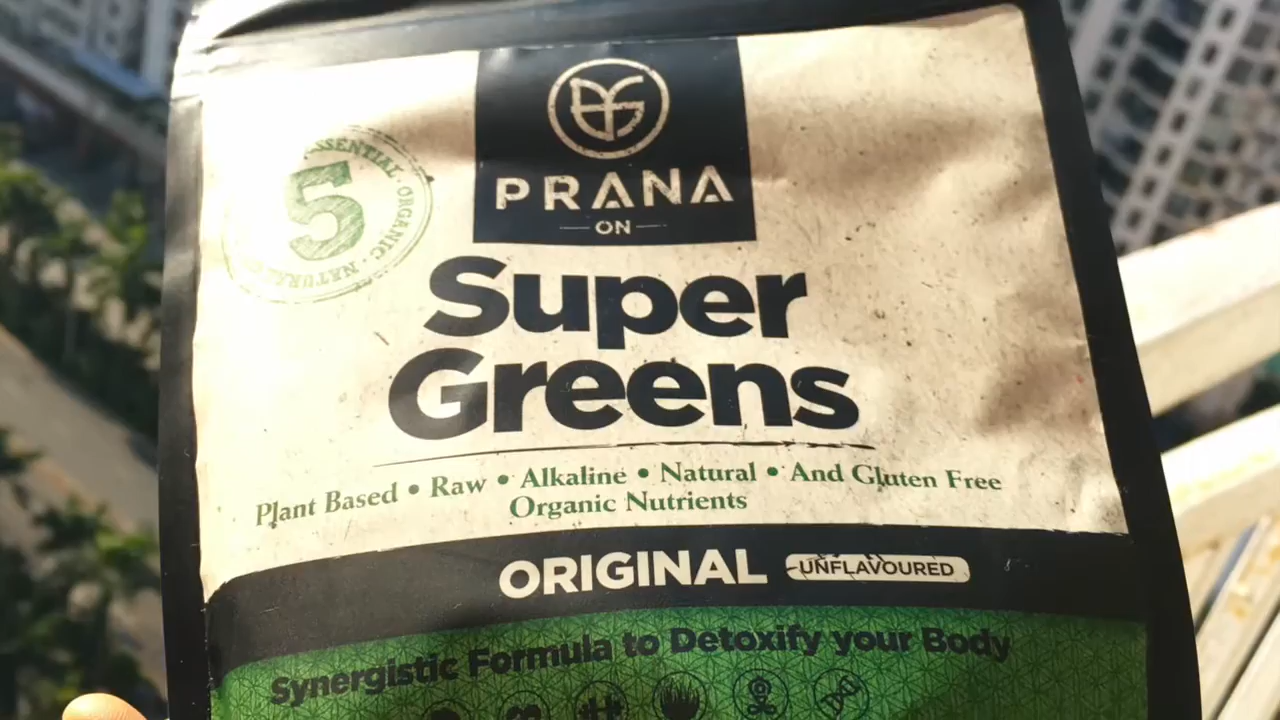 PRANA
ON
5
ESSENTIAL · ORGANIC · NATURAL
Super
Greens
Plant Based • Raw • Alkaline • Natural • And Gluten Free
Organic Nutrients
ORIGINAL UNFLAVOURED
Synergistic Formula to Detoxify your Body